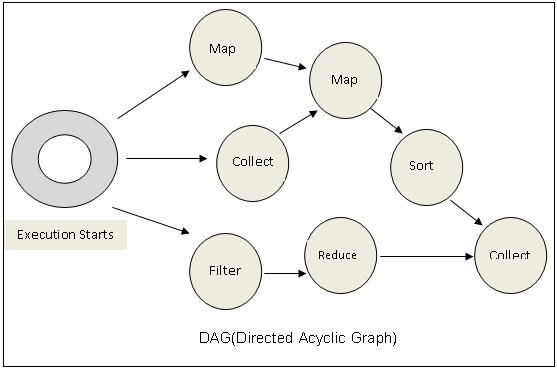 Map
Map
Collect
Sort
Execution Starts
Filter
Reduce
Collect
DAG(Directed Acyclic Graph)